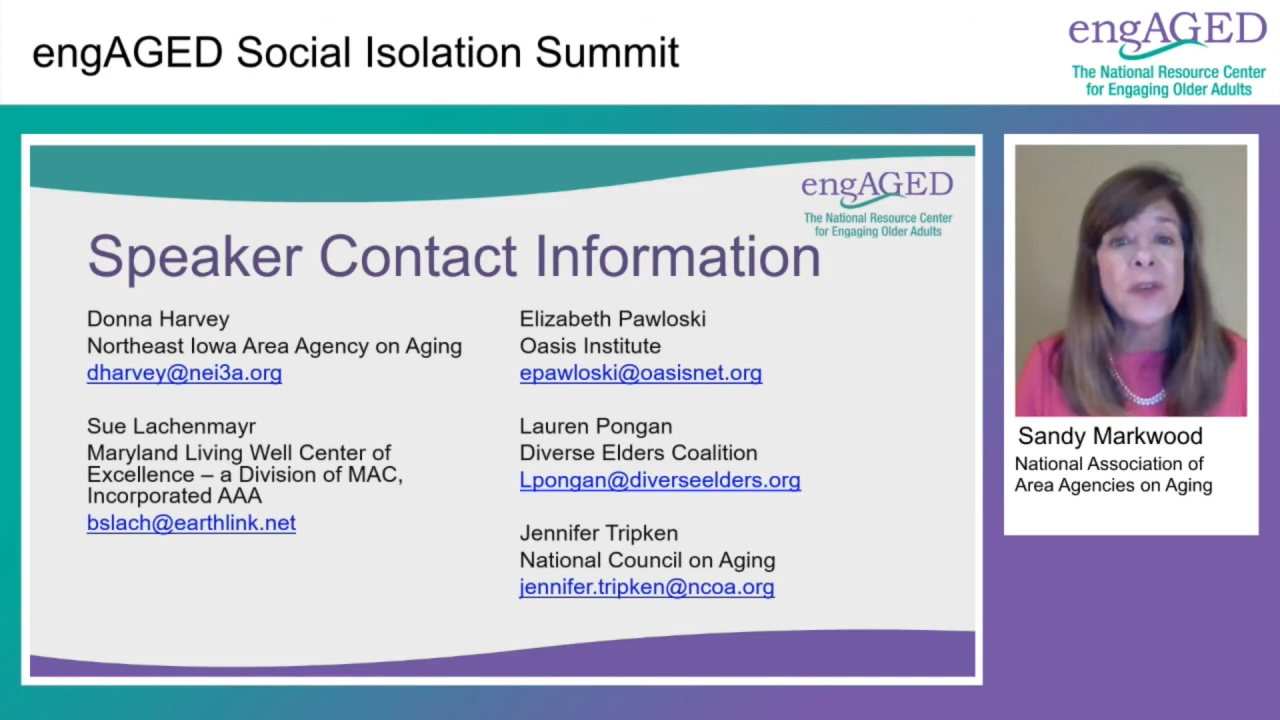 engAGED Social Isolation Summit
engAGED
The National Resource Center
for Engaging Older Adults
engAGED
The National Resource Center
for Engaging Older Adults
Speaker Contact Information
Donna Harvey
Northeast Iowa Area Agency on Aging
dharvey@nei3a.org
Sue Lachenmayr
Maryland Living Well Center of
Excellence – a Division of MAC,
Incorporated AAA
bslach@earthlink.net
Elizabeth Pawloski
Oasis Institute
epawloski@oasisnet.org
Lauren Pongan
Diverse Elders Coalition
Lpongan@diverseelders.org
Jennifer Tripken
National Council on Aging
jennifer.tripken@ncoa.org
Sandy Markwood
National Association of
Area Agencies on Aging